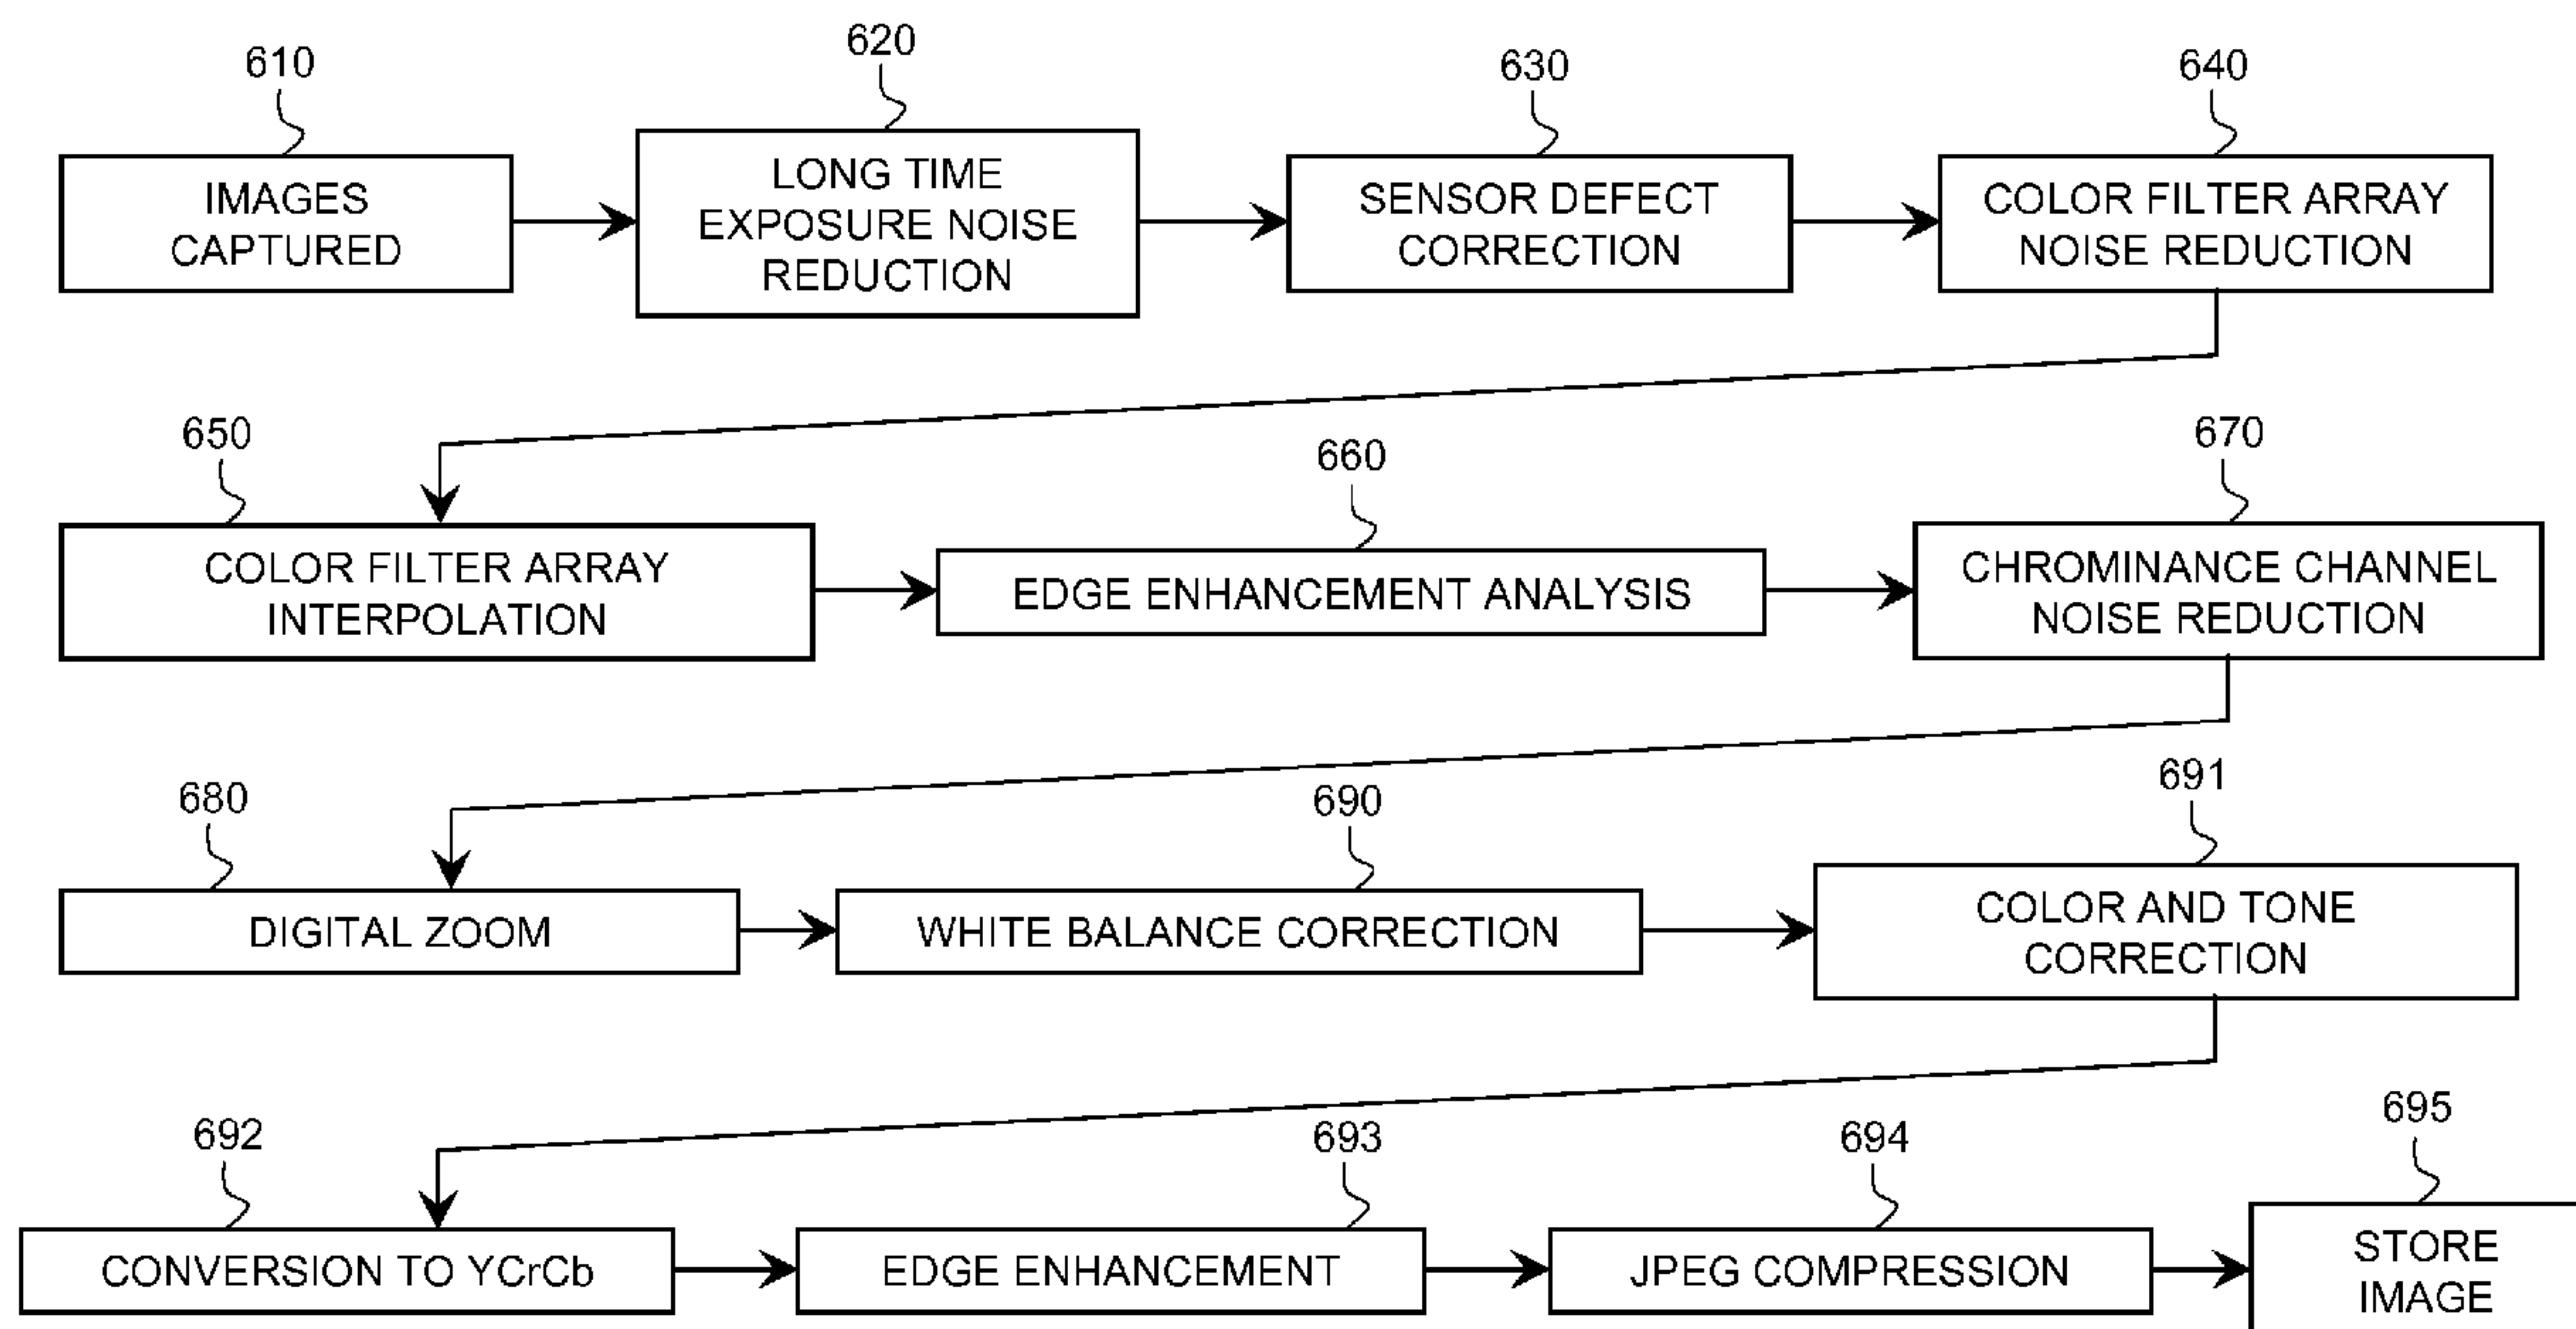 610
620
630
640
IMAGES
CAPTURED
LONG TIME
EXPOSURE NOISE
REDUCTION
SENSOR DEFECT
CORRECTION
COLOR FILTER ARRAY
NOISE REDUCTION
650
660
670
COLOR FILTER ARRAY
INTERPOLATION
EDGE ENHANCEMENT ANALYSIS
CHROMINANCE CHANNEL
NOISE REDUCTION
680
690
691
DIGITAL ZOOM
WHITE BALANCE CORRECTION
COLOR AND TONE
CORRECTION
692
693
694
695
CONVERSION TO YCrCb
EDGE ENHANCEMENT
JPEG COMPRESSION
STORE
IMAGE